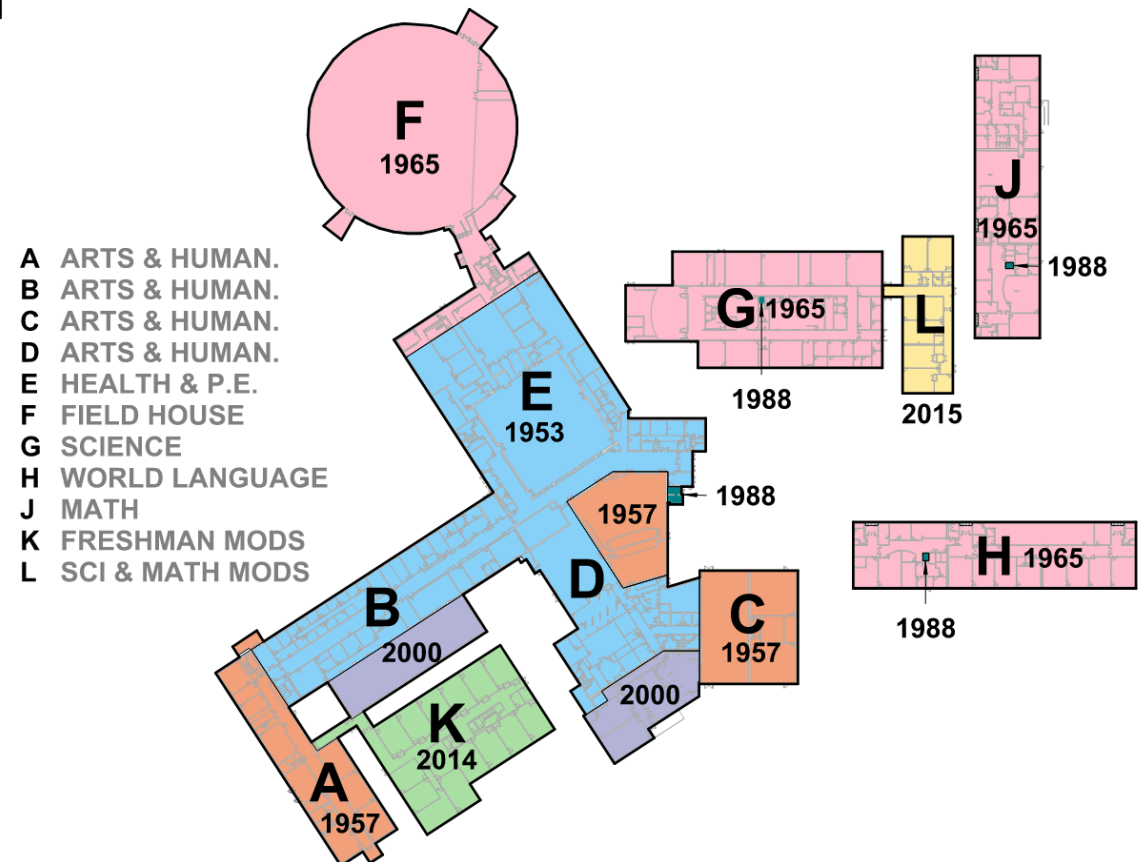 F
1965
J
1965
1988
A ARTS & HUMAN.
B ARTS & HUMAN.
C ARTS & HUMAN.
D ARTS & HUMAN.
E HEALTH & P.E.
F FIELD HOUSE
G SCIENCE
H WORLD LANGUAGE
J MATH
K FRESHMAN MODS
L SCI & MATH MODS
G 1965
1988
L
2015
E
1953
1988
1957
H 1965
1988
D
B
2000
C
1957
2000
K
2014
A
1957